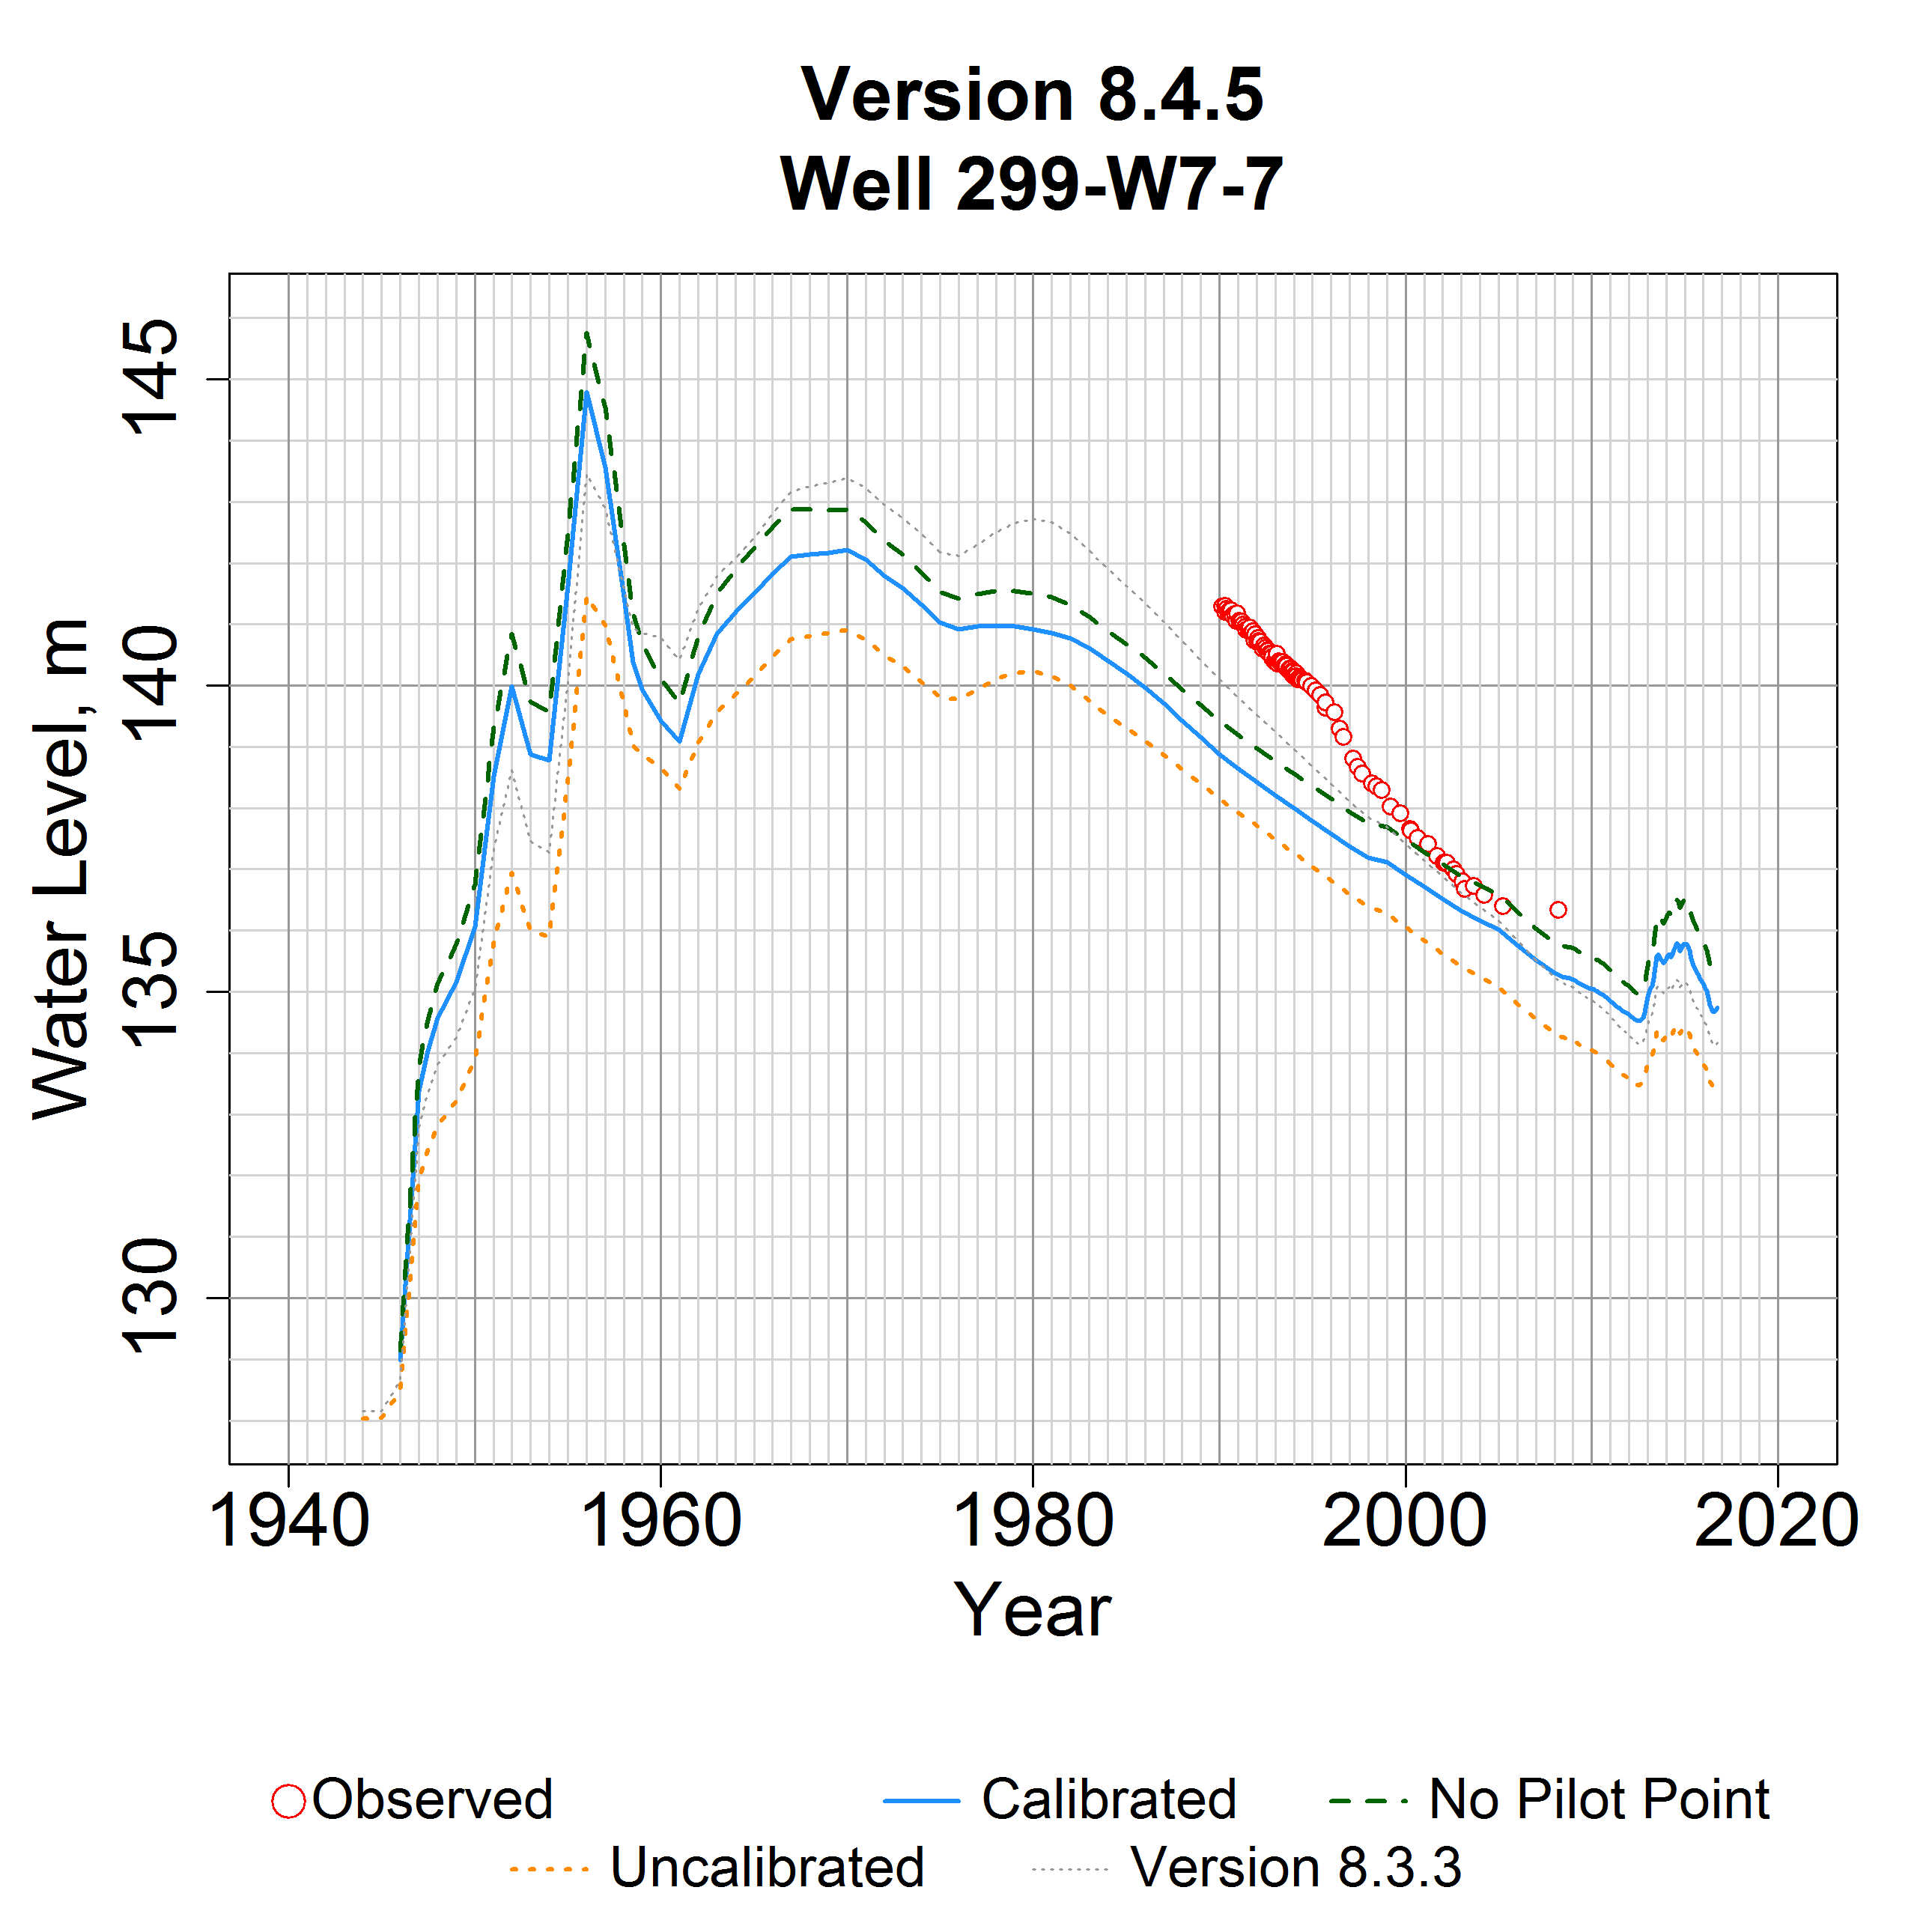 Version 8.4.5
Well 299-W7-7
Water Level, m
145
140
135
130
1940 1960 1980 2000 2020
Year
Observed Calibrated No Pilot Point
Uncalibrated Version 8.3.3